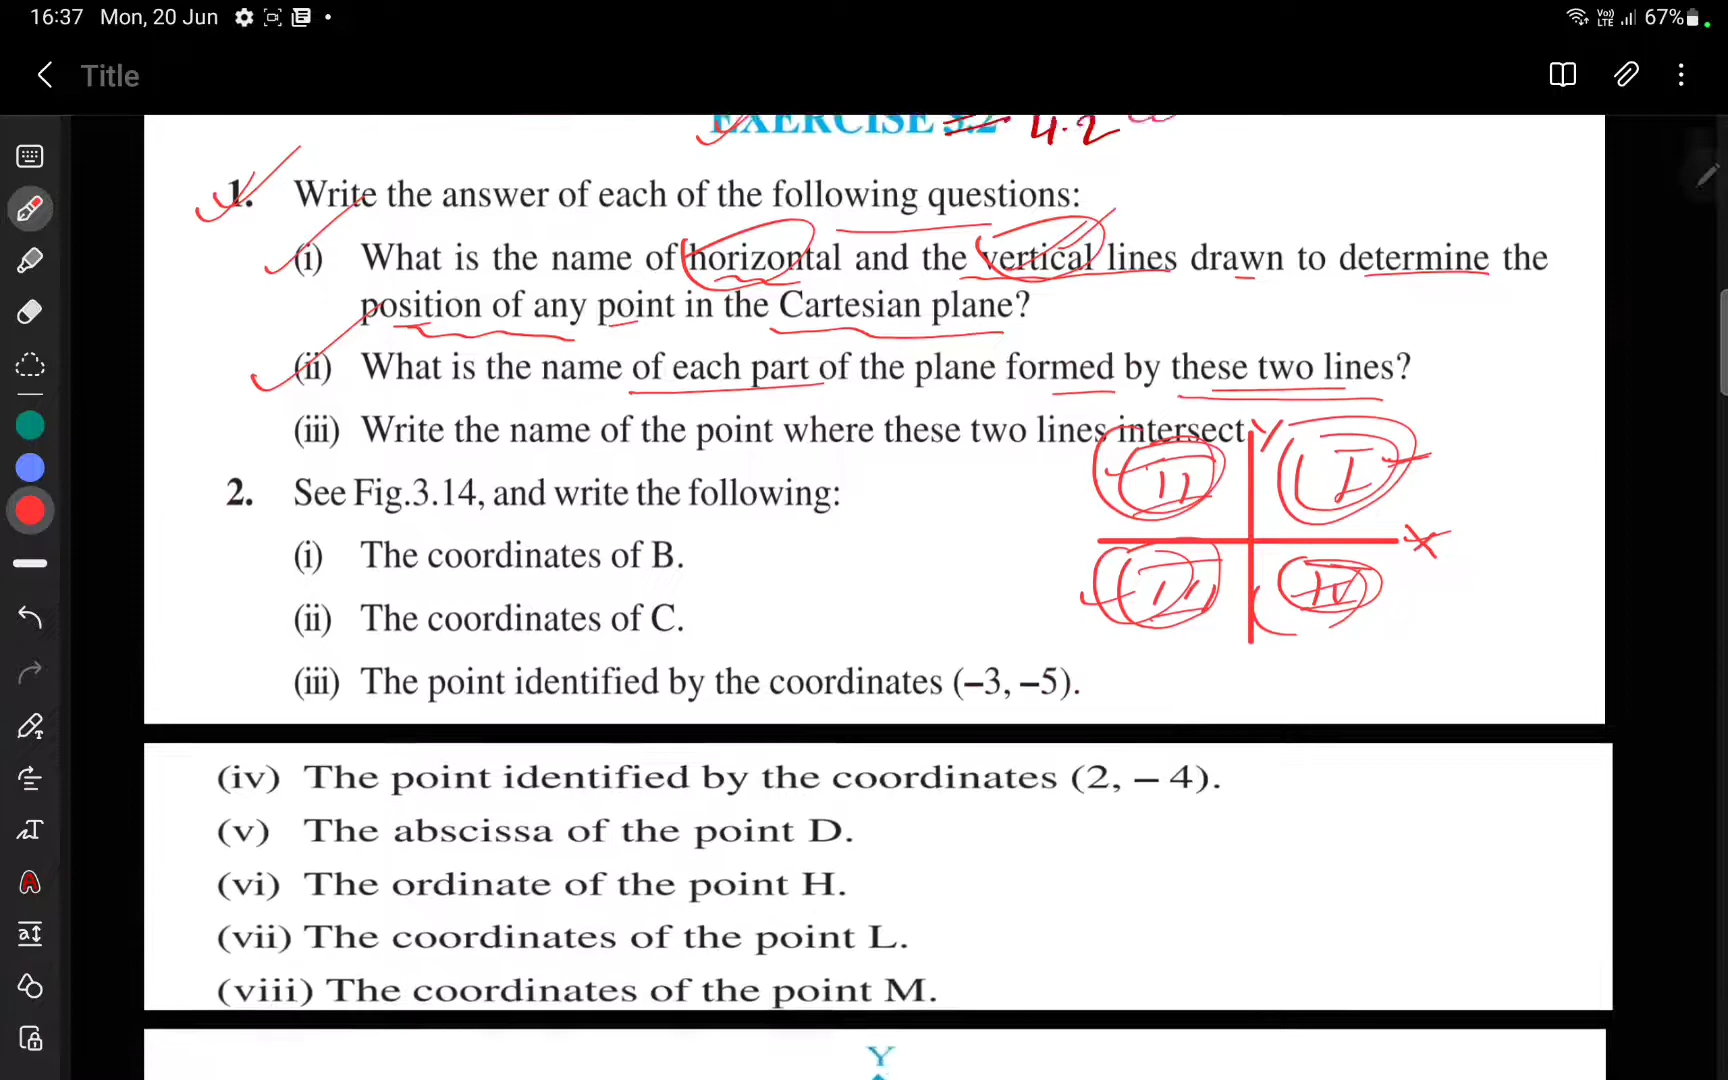 16:37 Mon, 20 Jun
67%
Title
EXERCISE 3.2 4.2
1. Write the answer of each of the following questions:
(i) What is the name of horizontal and the vertical lines drawn to determine the
position of any point in the Cartesian plane?
(ii) What is the name of each part of the plane formed by these two lines?
(iii) Write the name of the point where these two lines intersect
Y
II I
X
III IV
2. See Fig.3.14, and write the following:
(i) The coordinates of B.
(ii) The coordinates of C.
(iii) The point identified by the coordinates (–3, –5).
(iv) The point identified by the coordinates (2, – 4).
(v) The abscissa of the point D.
(vi) The ordinate of the point H.
(vii) The coordinates of the point L.
(viii) The coordinates of the point M.
Y